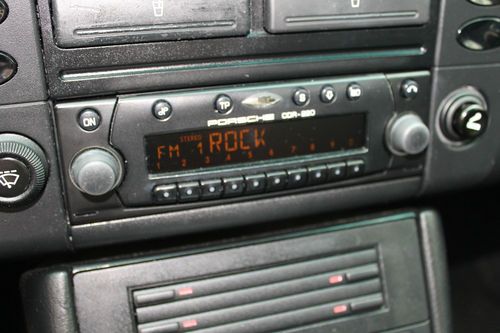 ON TP
PORSCHE CDR-220
STEREO
FM 1 ROCK
1 2 3 4 5 6 7 8 9 0